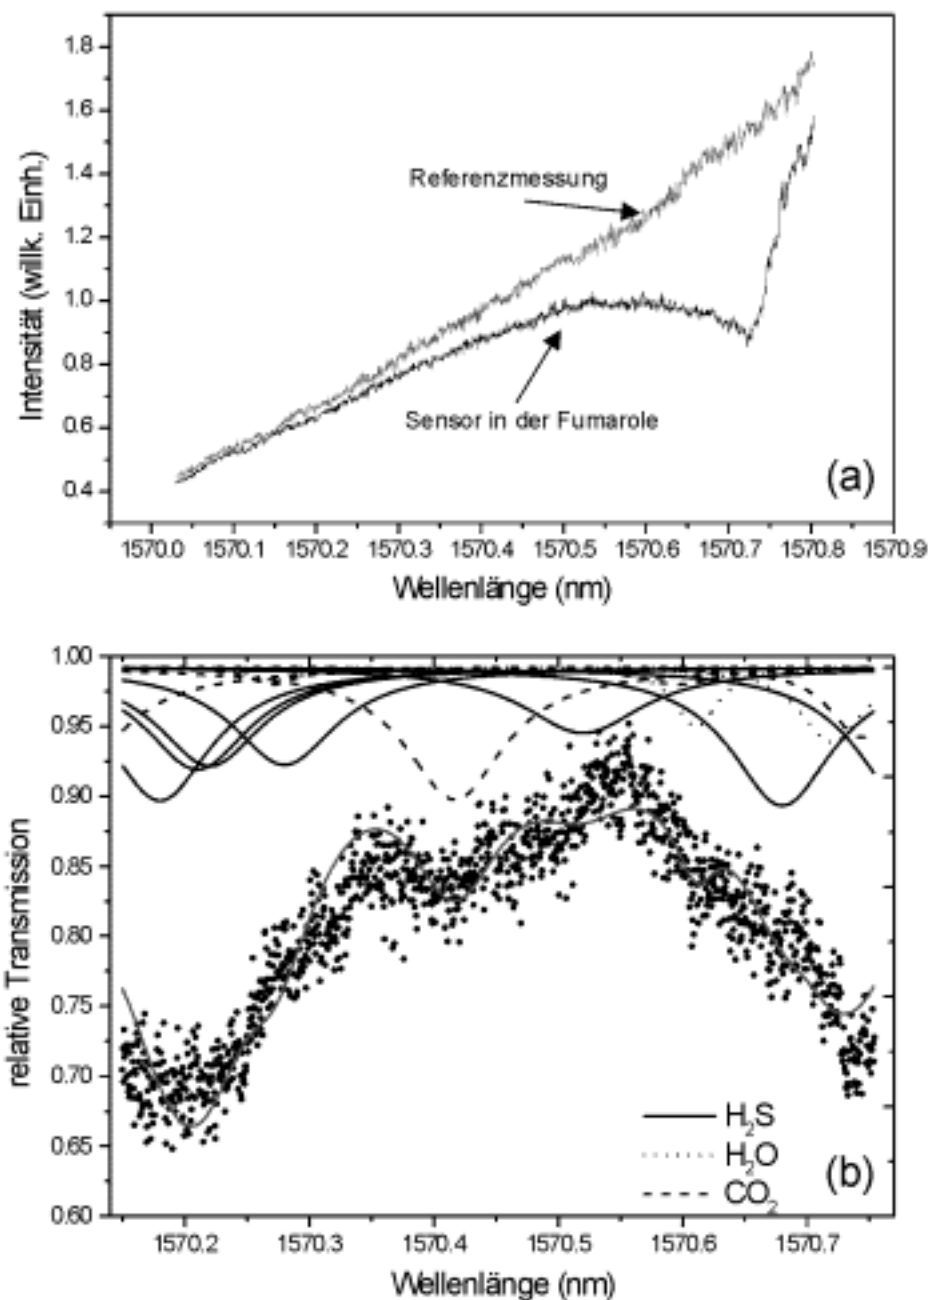 1.8
1.6
1.4
1.2
1.0
0.8
0.6
0.4
Intensität (willk. Einh.)
Referenzmessung
Sensor in der Fumarole
(a)
1570.0 1570.1 1570.2 1570.3 1570.4 1570.5 1570.6 1570.7 1570.8 1570.9
Wellenlänge (nm)
1.00
0.95
0.90
0.85
0.80
0.75
0.70
0.65
0.60
relative Transmission
H₂S
H₂O
CO₂
(b)
1570.2 1570.3 1570.4 1570.5 1570.6 1570.7
Wellenlänge (nm)